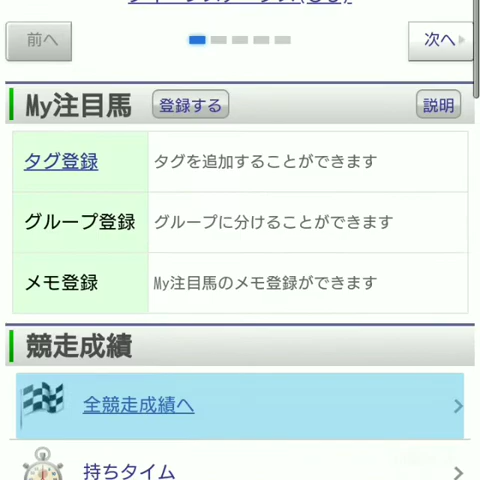 前へ
次へ
My注目馬
登録する
説明
タグ登録
タグを追加することができます
グループ登録
グループに分けることができます
メモ登録
My注目馬のメモ登録ができます
競走成績
全競走成績へ
持ちタイム